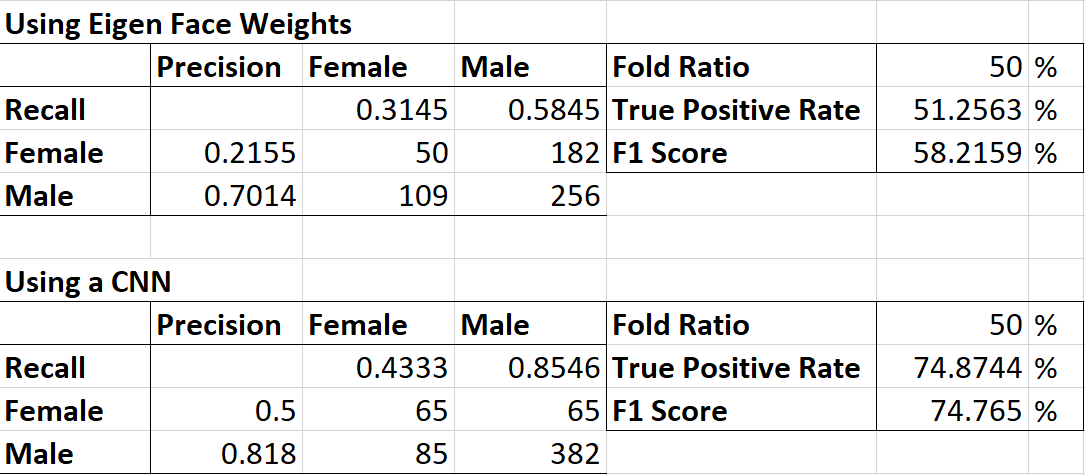 Using Eigen Face Weights
Precision Female Male Fold Ratio 50 %
Recall 0.3145 0.5845 True Positive Rate 51.2563 %
Female 0.2155 50 182 F1 Score 58.2159 %
Male 0.7014 109 256
Using a CNN
Precision Female Male Fold Ratio 50 %
Recall 0.4333 0.8546 True Positive Rate 74.8744 %
Female 0.5 65 65 F1 Score 74.765 %
Male 0.818 85 382